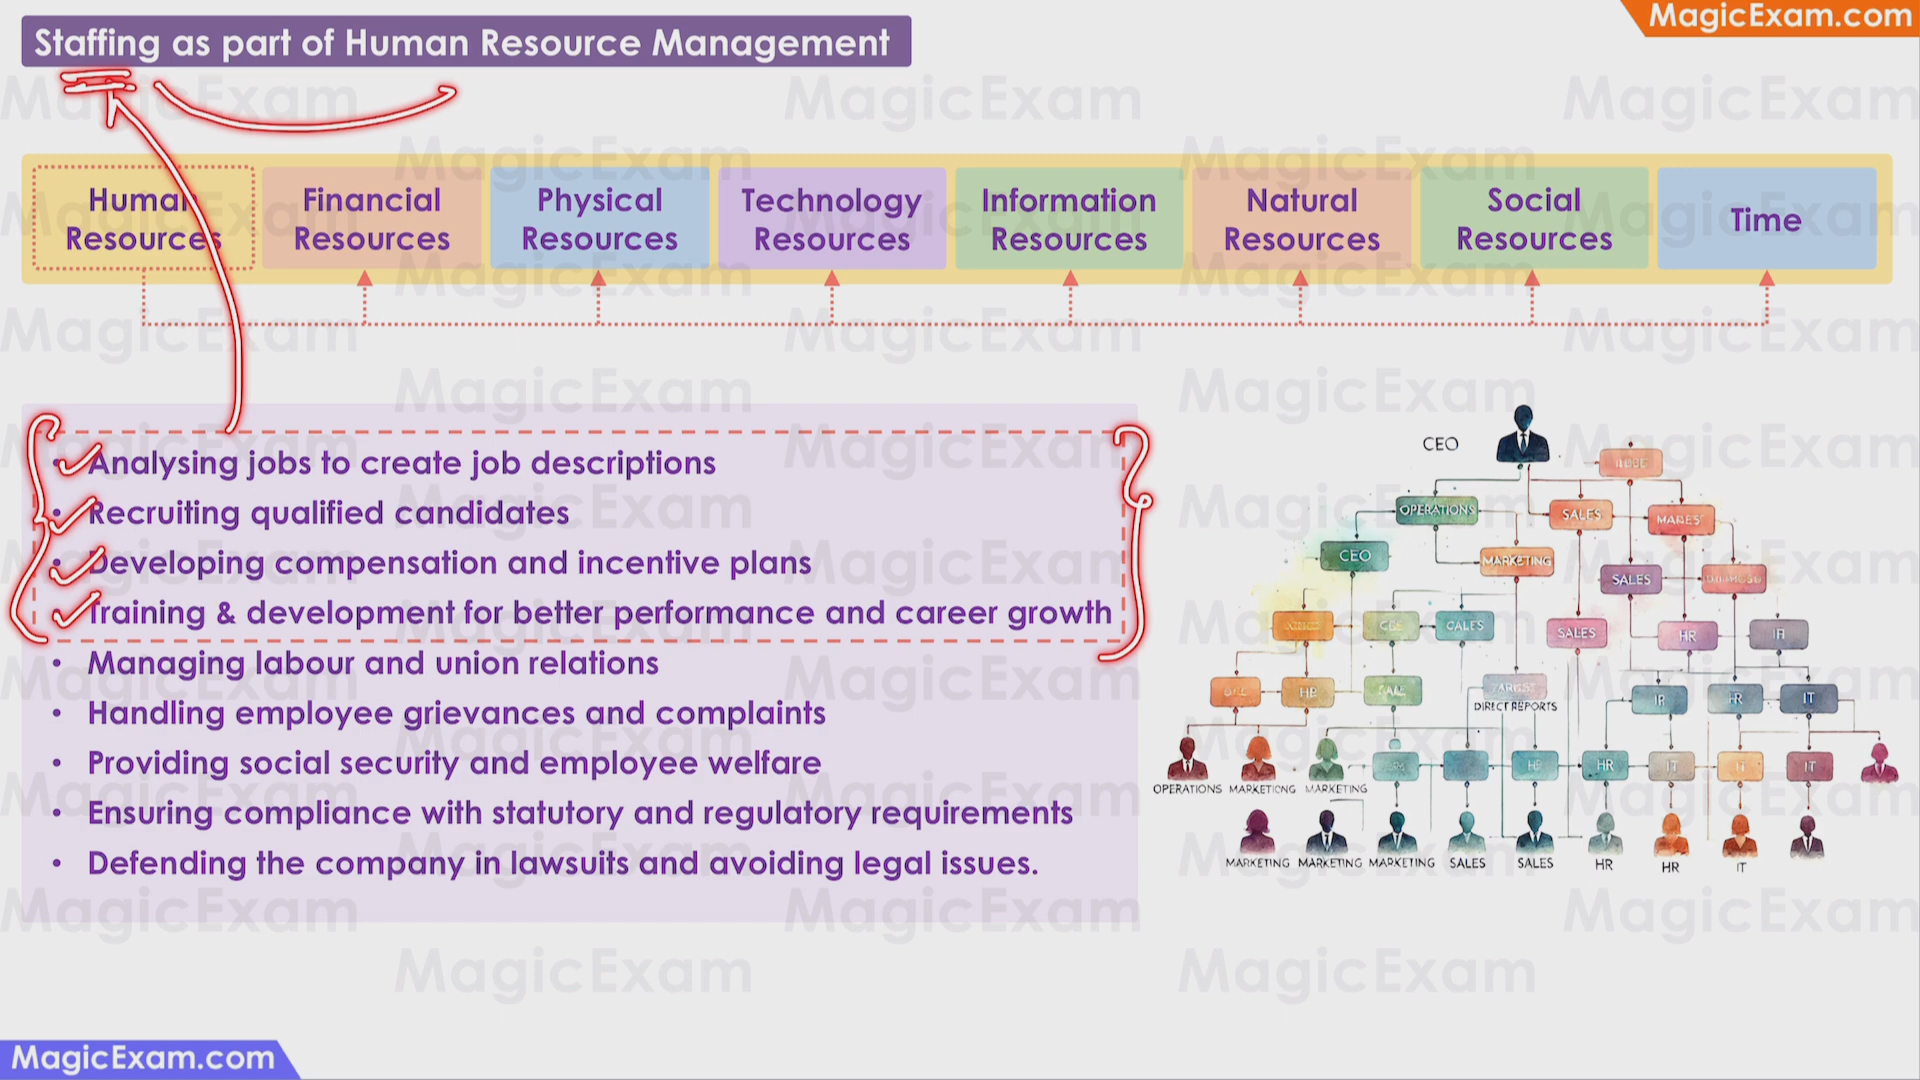 MagicExam.com
Staffing as part of Human Resource Management
Human Resources
Financial Resources
Physical Resources
Technology Resources
Information Resources
Natural Resources
Social Resources
Time
• Analysing jobs to create job descriptions
• Recruiting qualified candidates
• Developing compensation and incentive plans
• Training & development for better performance and career growth
• Managing labour and union relations
• Handling employee grievances and complaints
• Providing social security and employee welfare
• Ensuring compliance with statutory and regulatory requirements
• Defending the company in lawsuits and avoiding legal issues.
CEO
OPERATIONS
SALES
CEO
MARKETING
SALES
CALES
SALES
HR
HR
DIRECT REPORTS
HR
IT
HR
IT
IT
OPERATIONS MARKETICNG MARKETING
MARKETING MARKETING MARKETING SALES SALES HR HR IT
MagicExam.com